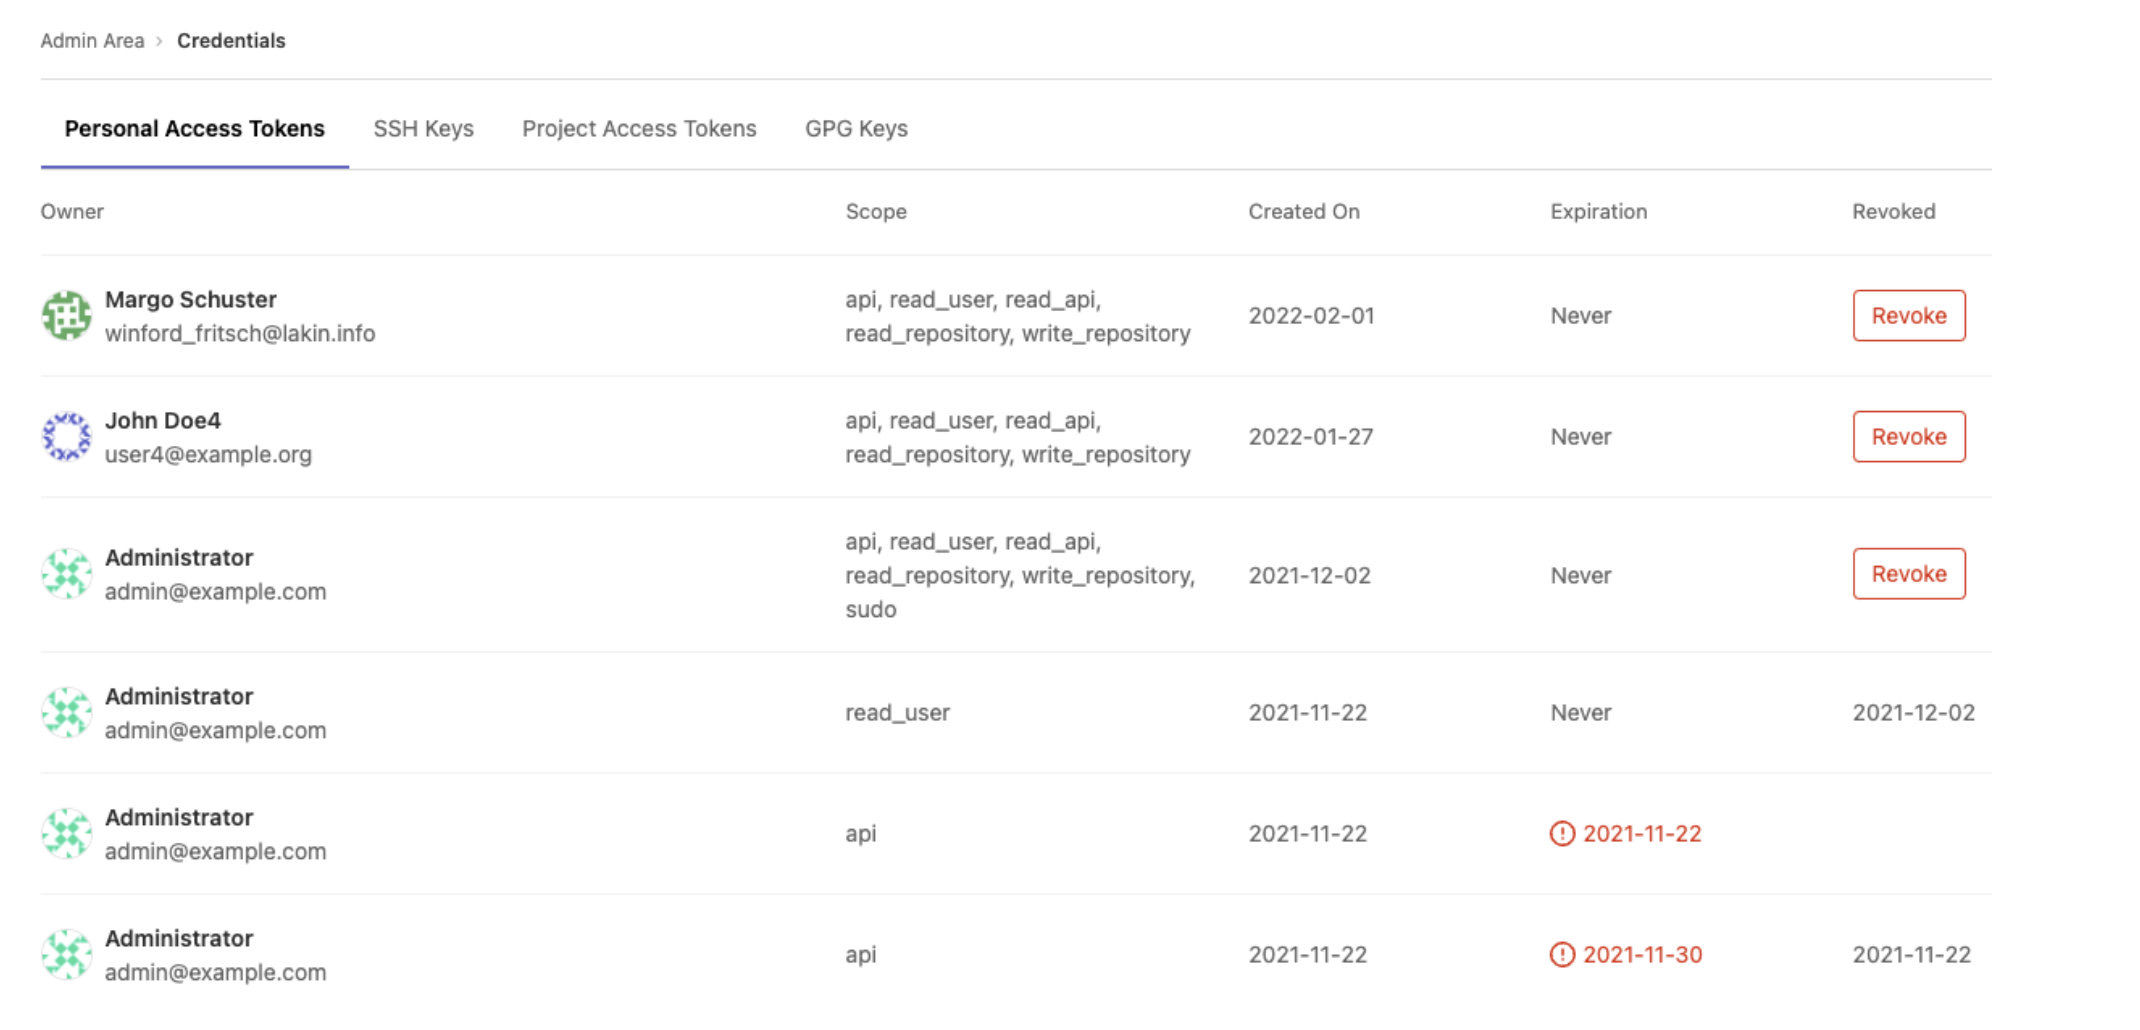 Admin Area › Credentials
Personal Access Tokens SSH Keys Project Access Tokens GPG Keys
Owner Scope Created On Expiration Revoked
Margo Schuster
winford_fritsch@lakin.info
api, read_user, read_api,
read_repository, write_repository
2022-02-01 Never Revoke
John Doe4
user4@example.org
api, read_user, read_api,
read_repository, write_repository
2022-01-27 Never Revoke
Administrator
admin@example.com
api, read_user, read_api,
read_repository, write_repository,
sudo
2021-12-02 Never Revoke
Administrator
admin@example.com
read_user 2021-11-22 Never 2021-12-02
Administrator
admin@example.com
api 2021-11-22 2021-11-22
Administrator
admin@example.com
api 2021-11-22 2021-11-30 2021-11-22